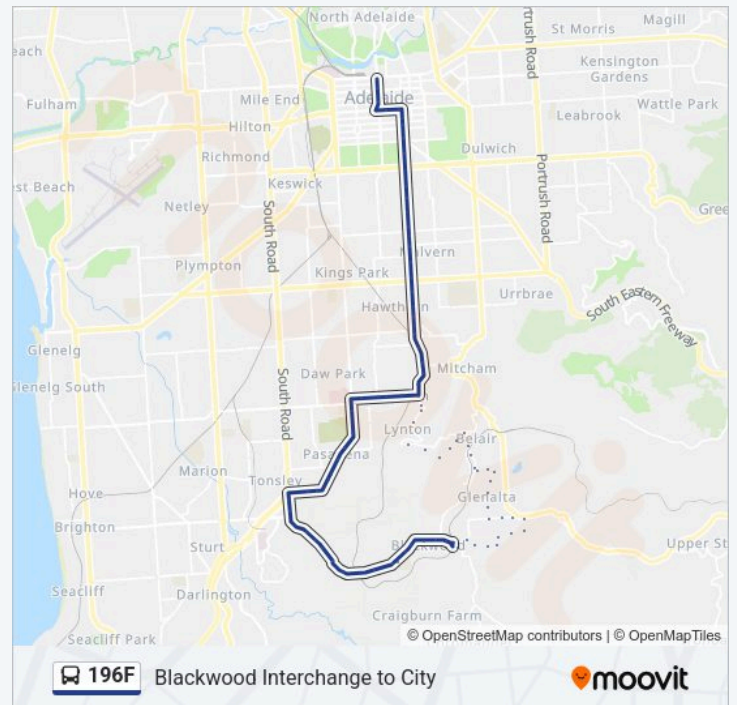 North Adelaide
Magill
St Morris
each
Kensington
Gardens
Portrush Road
Fulham
Mile End
Adelaide
Wattle Park
Leabrook
Hilton
Richmond
Dulwich
st Beach
Keswick
Portrush Road
Gree
Netley
South Road
Malvern
Plympton
Kings Park
Urrbrae
South Eastern Freeway
Hawthorn
Glenelg
Daw Park
Mitcham
Glenelg South
South Road
Lynton
Belair
Pasadena
Marion
Tonsley
Hove
Glenalta
Brighton
Sturt
Blackwood
Upper St
Seacliff
Darlington
Craigburn Farm
Seacliff Park
© OpenStreetMap contributors | © OpenMapTiles
196F Blackwood Interchange to City
moovit